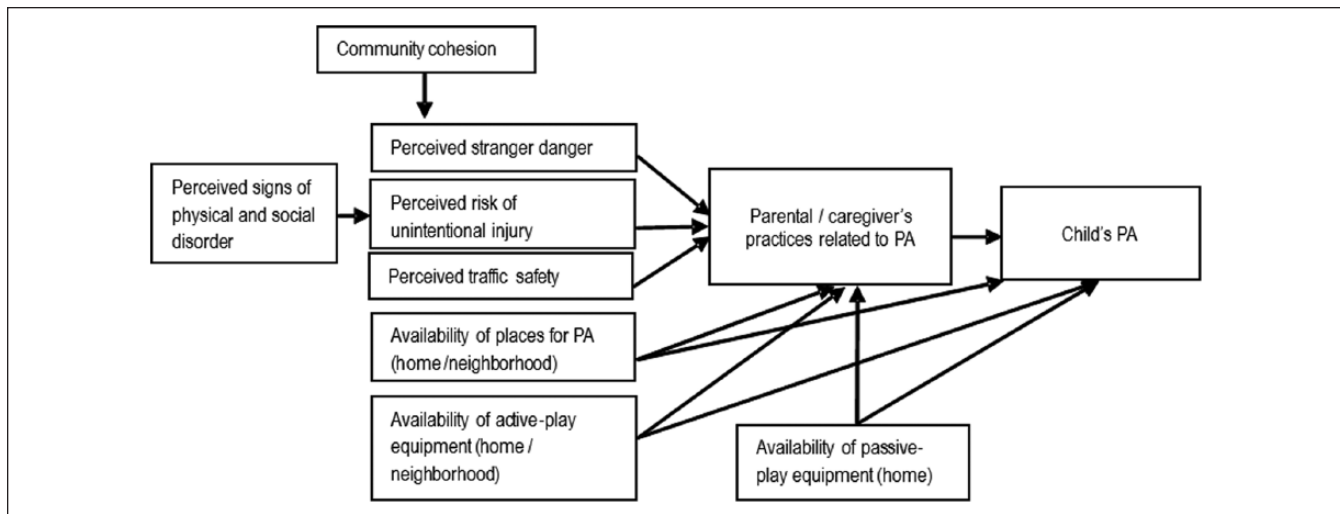 Community cohesion
Perceived stranger danger
Perceived signs of
physical and social
disorder
Perceived risk of
unintentional injury
Perceived traffic safety
Parental / caregiver's
practices related to PA
Child's PA
Availability of places for PA
(home/neighborhood)
Availability of active-play
equipment (home /
neighborhood)
Availability of passive-
play equipment (home)